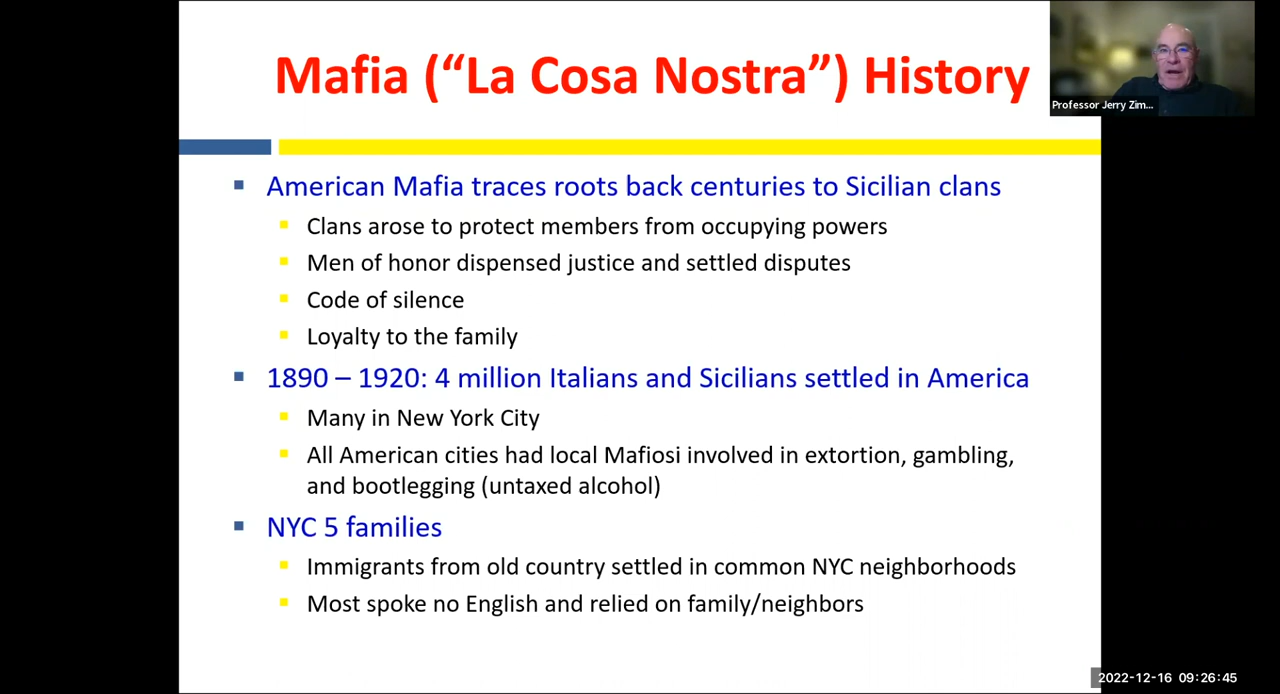 Mafia (“La Cosa Nostra”) History
Professor Jerry Zim...
American Mafia traces roots back centuries to Sicilian clans
Clans arose to protect members from occupying powers
Men of honor dispensed justice and settled disputes
Code of silence
Loyalty to the family
1890 – 1920: 4 million Italians and Sicilians settled in America
Many in New York City
All American cities had local Mafiosi involved in extortion, gambling,
and bootlegging (untaxed alcohol)
NYC 5 families
Immigrants from old country settled in common NYC neighborhoods
Most spoke no English and relied on family/neighbors
2022-12-16 09:26:45